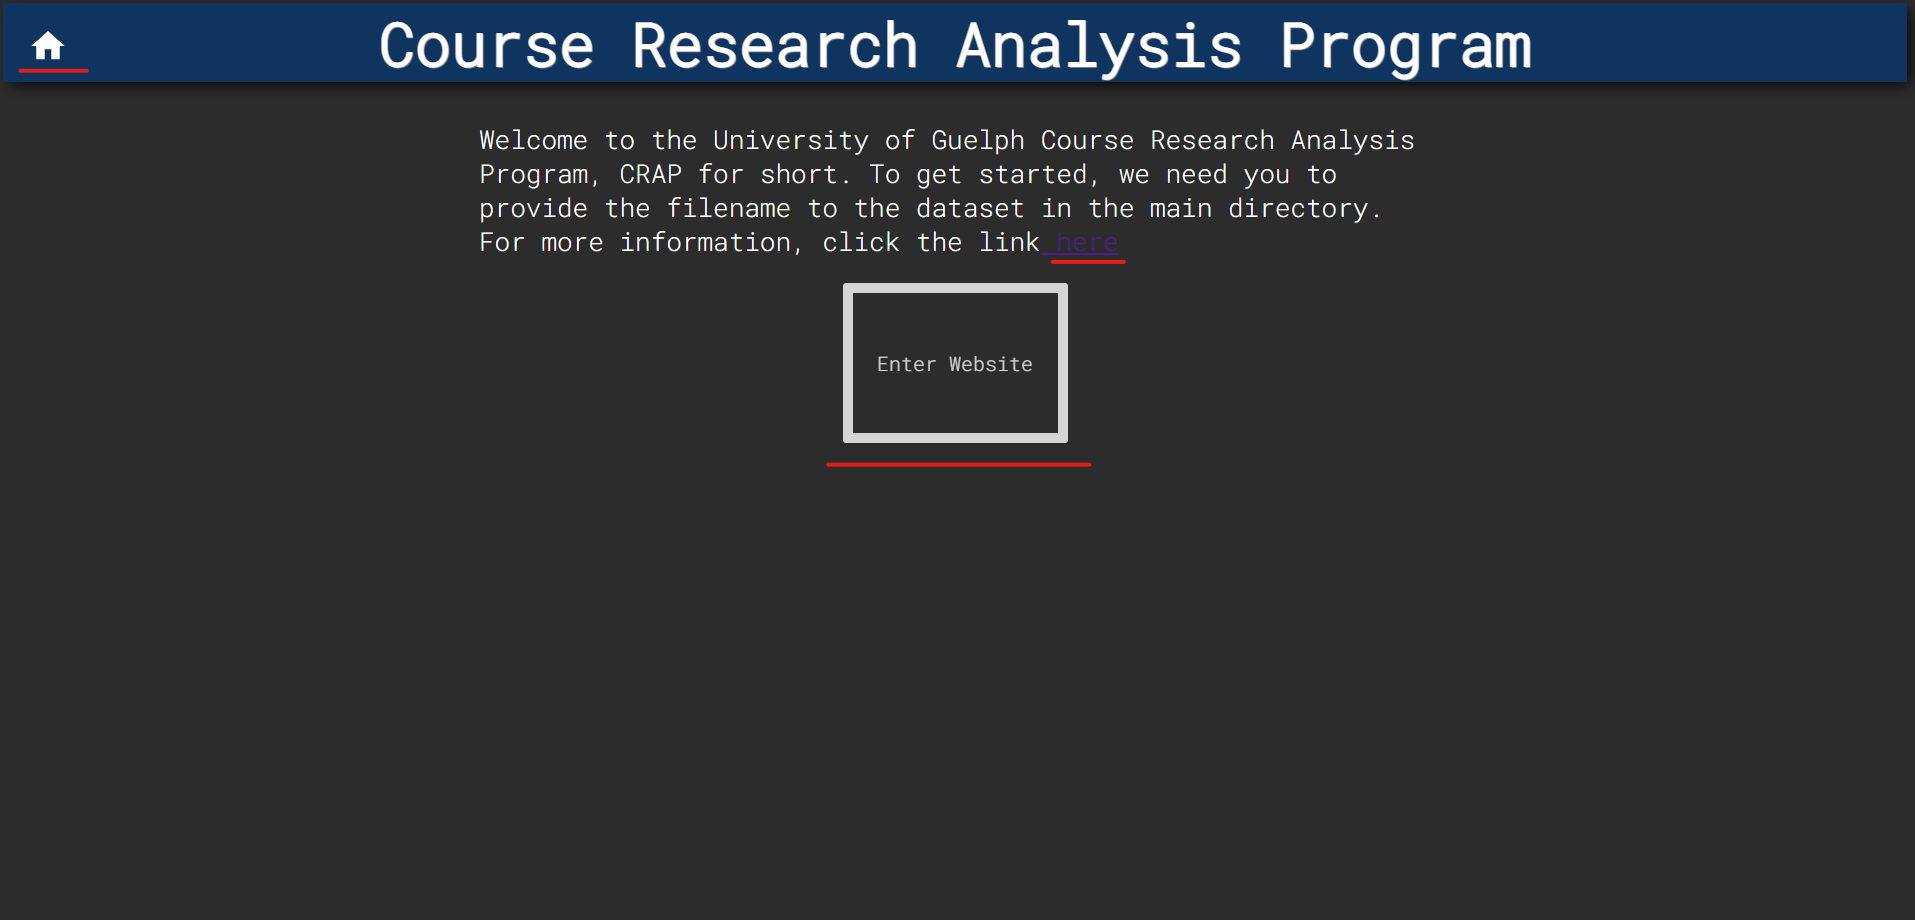 Course Research Analysis Program
Welcome to the University of Guelph Course Research Analysis
Program, CRAP for short. To get started, we need you to
provide the filename to the dataset in the main directory.
For more information, click the link here
Enter Website